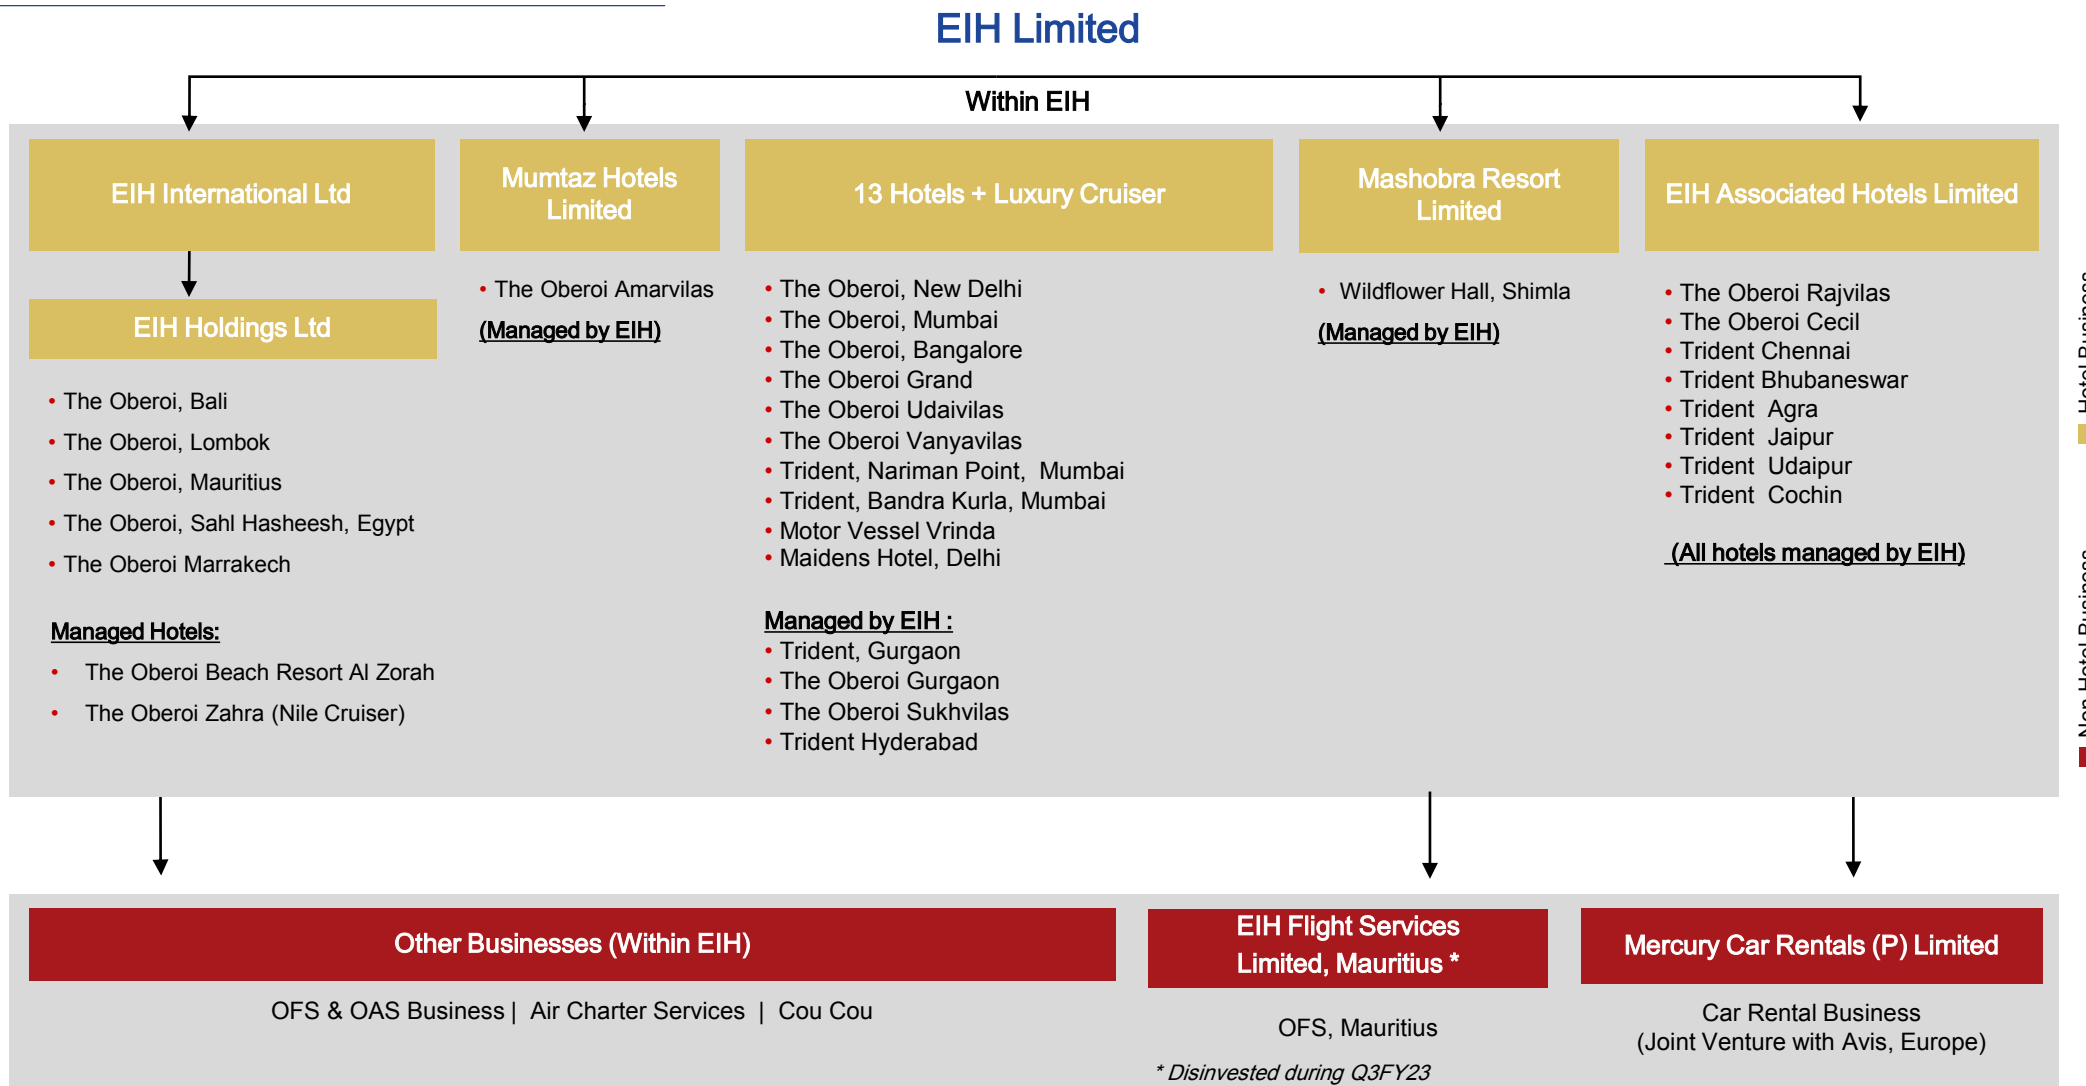 EIH Limited
Within EIH
EIH International Ltd
Mumtaz Hotels
Limited
13 Hotels + Luxury Cruiser
Mashobra Resort
Limited
EIH Associated Hotels Limited
EIH Holdings Ltd
• The Oberoi, Bali
• The Oberoi, Lombok
• The Oberoi, Mauritius
• The Oberoi, Sahl Hasheesh, Egypt
• The Oberoi Marrakech
Managed Hotels:
• The Oberoi Beach Resort Al Zorah
• The Oberoi Zahra (Nile Cruiser)
• The Oberoi Amarvilas
(Managed by EIH)
• The Oberoi, New Delhi
• The Oberoi, Mumbai
• The Oberoi, Bangalore
• The Oberoi Grand
• The Oberoi Udaivilas
• The Oberoi Vanyavilas
• Trident, Nariman Point, Mumbai
• Trident, Bandra Kurla, Mumbai
• Motor Vessel Vrinda
• Maidens Hotel, Delhi
Managed by EIH :
• Trident, Gurgaon
• The Oberoi Gurgaon
• The Oberoi Sukhvilas
• Trident Hyderabad
• Wildflower Hall, Shimla
(Managed by EIH)
• The Oberoi Rajvilas
• The Oberoi Cecil
• Trident Chennai
• Trident Bhubaneswar
• Trident Agra
• Trident Jaipur
• Trident Udaipur
• Trident Cochin
(All hotels managed by EIH)
Hotel Business
Non Hotel Business
Other Businesses (Within EIH)
OFS & OAS Business | Air Charter Services | Cou Cou
EIH Flight Services
Limited, Mauritius *
OFS, Mauritius
* Disinvested during Q3FY23
Mercury Car Rentals (P) Limited
Car Rental Business
(Joint Venture with Avis, Europe)